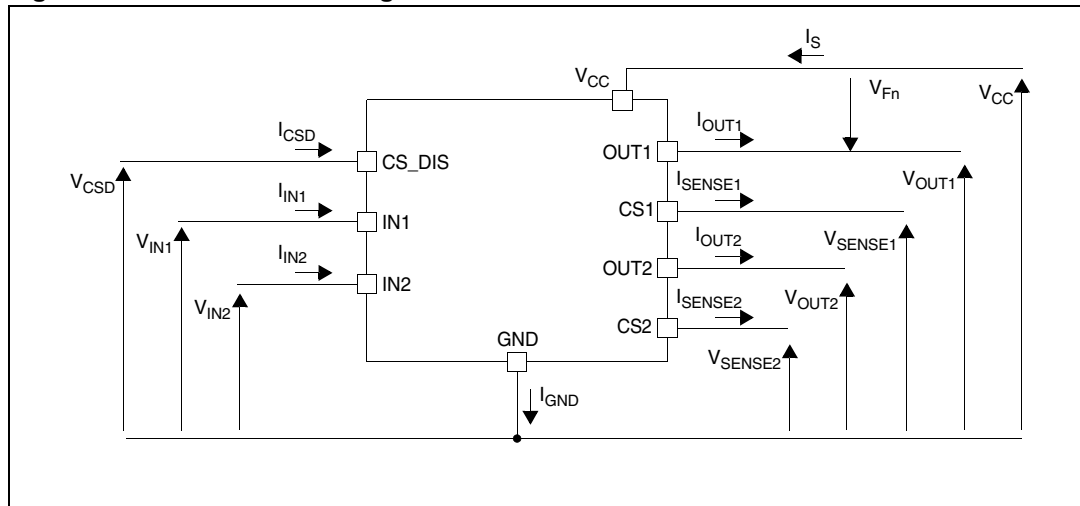 I_S
V_CC
V_Fn
V_CC
I_CSD
I_OUT1
CS_DIS
OUT1
V_CSD
V_OUT1
I_IN1
I_SENSE1
IN1
CS1
V_IN1
V_SENSE1
I_IN2
I_OUT2
IN2
OUT2
V_IN2
V_OUT2
I_SENSE2
CS2
GND
V_SENSE2
I_GND